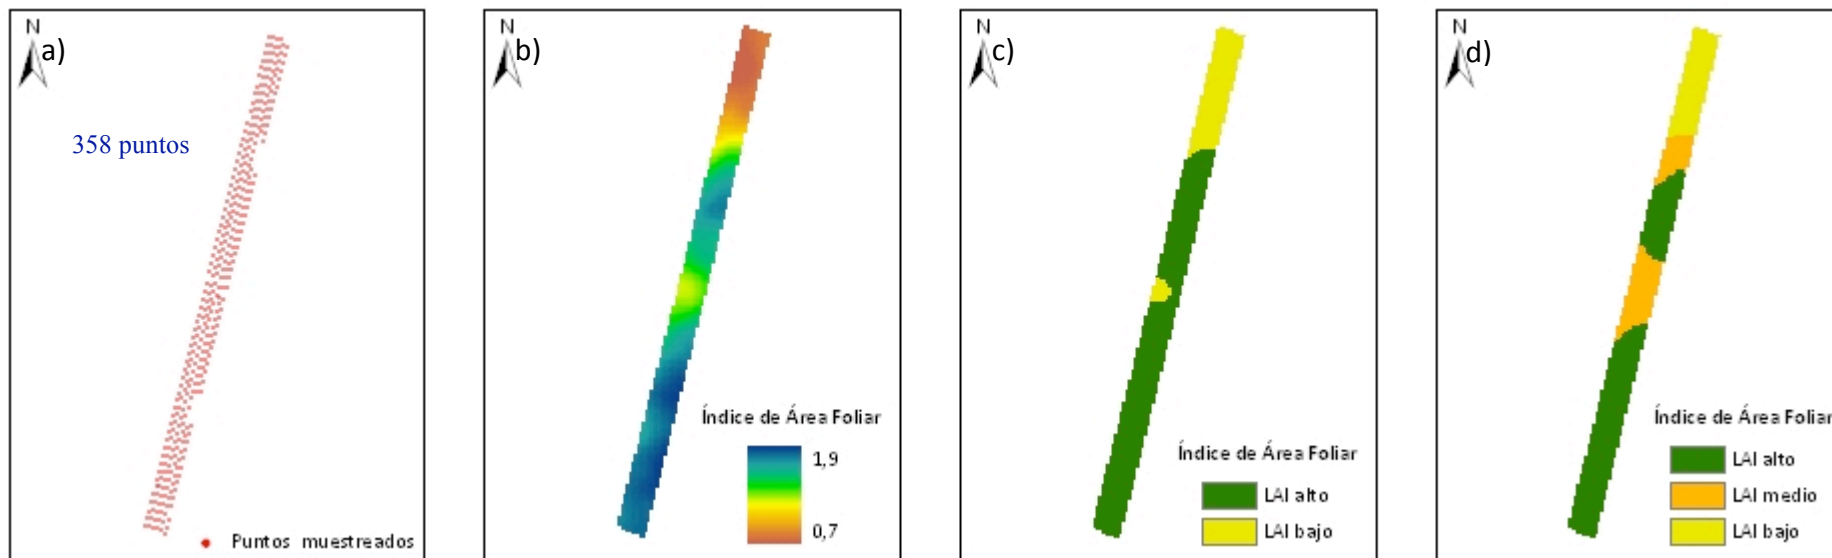 N
a)
358 puntos
Puntos muestreados
N
b)
Índice de Área Foliar
1,9
0,7
N
c)
Índice de Área Foliar
LAI alto
LAI bajo
N
d)
Índice de Área Foliar
LAI alto
LAI medio
LAI bajo